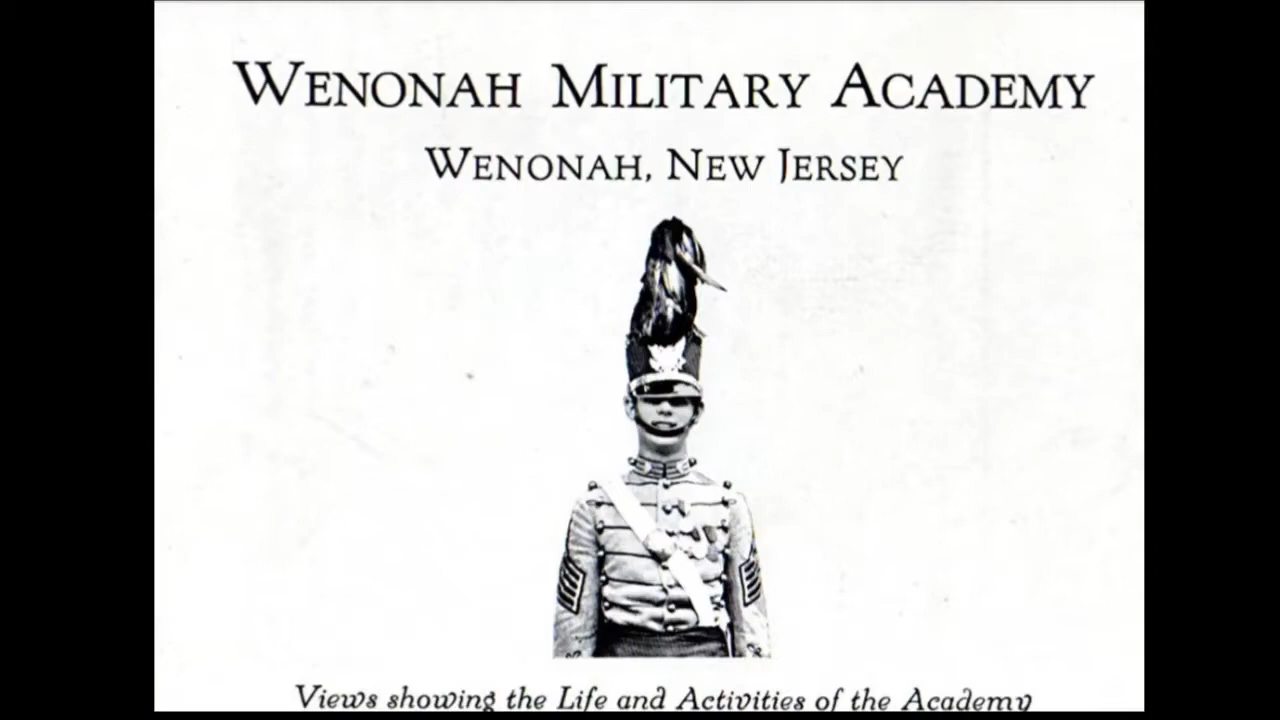 WENONAH MILITARY ACADEMY
WENONAH, NEW JERSEY
Views showing the Life and Activities of the Academy